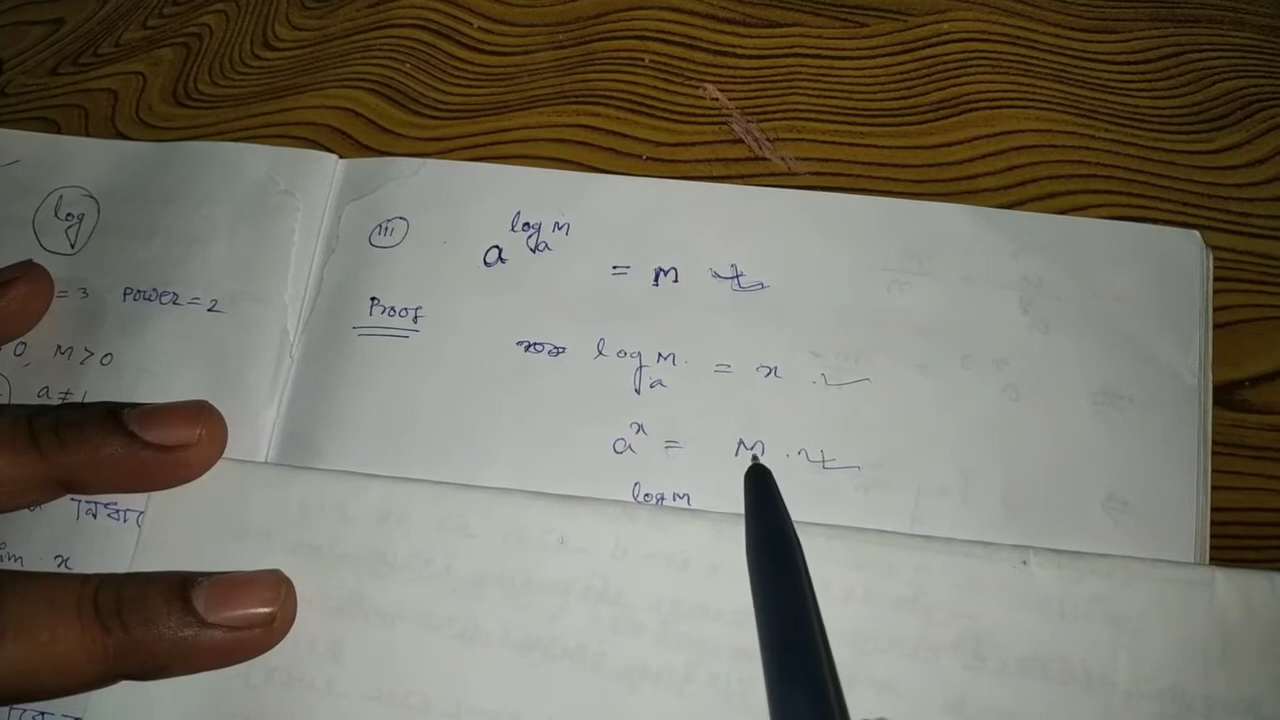 log
= 3 Power = 2
0, M > 0
a ≠ 1
নির্ধা
x
(iii) a^{log_a M} = M
Proof
log_a M = x
a^x = M
log M